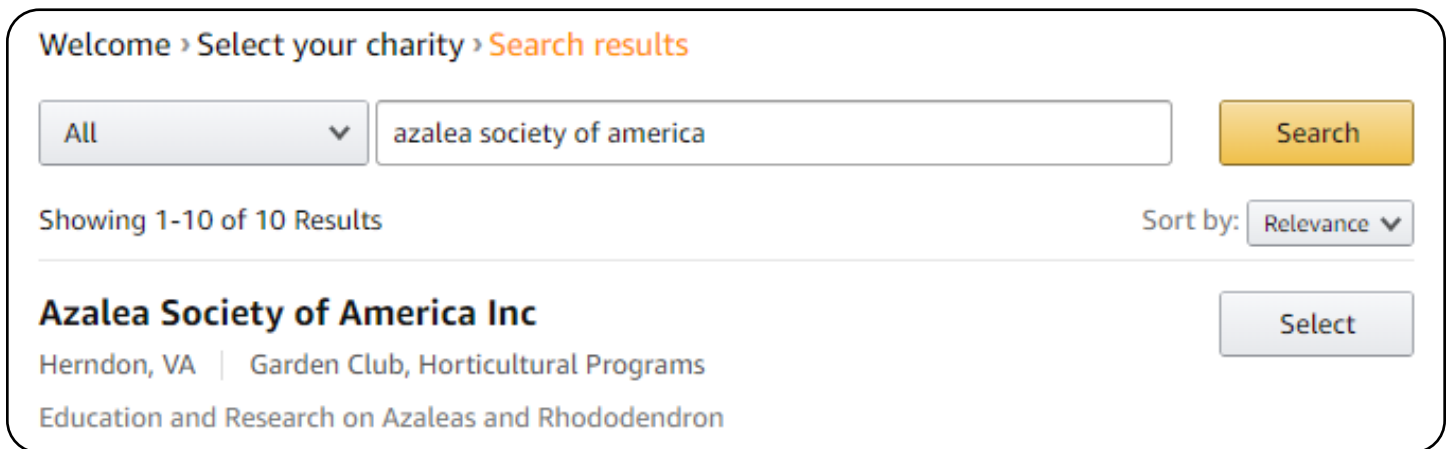 Welcome › Select your charity › Search results
All azalea society of america Search
Showing 1-10 of 10 Results Sort by: Relevance
Azalea Society of America Inc Select
Herndon, VA | Garden Club, Horticultural Programs
Education and Research on Azaleas and Rhododendron